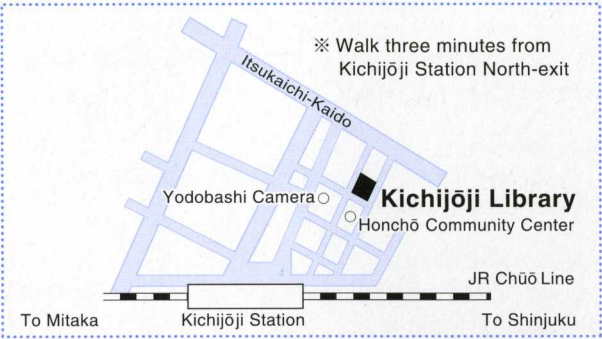 ※ Walk three minutes from
Kichijōji Station North-exit
Itsukaichi-Kaido
Yodobashi Camera
Kichijōji Library
Honchō Community Center
JR Chūō Line
To Mitaka
Kichijōji Station
To Shinjuku